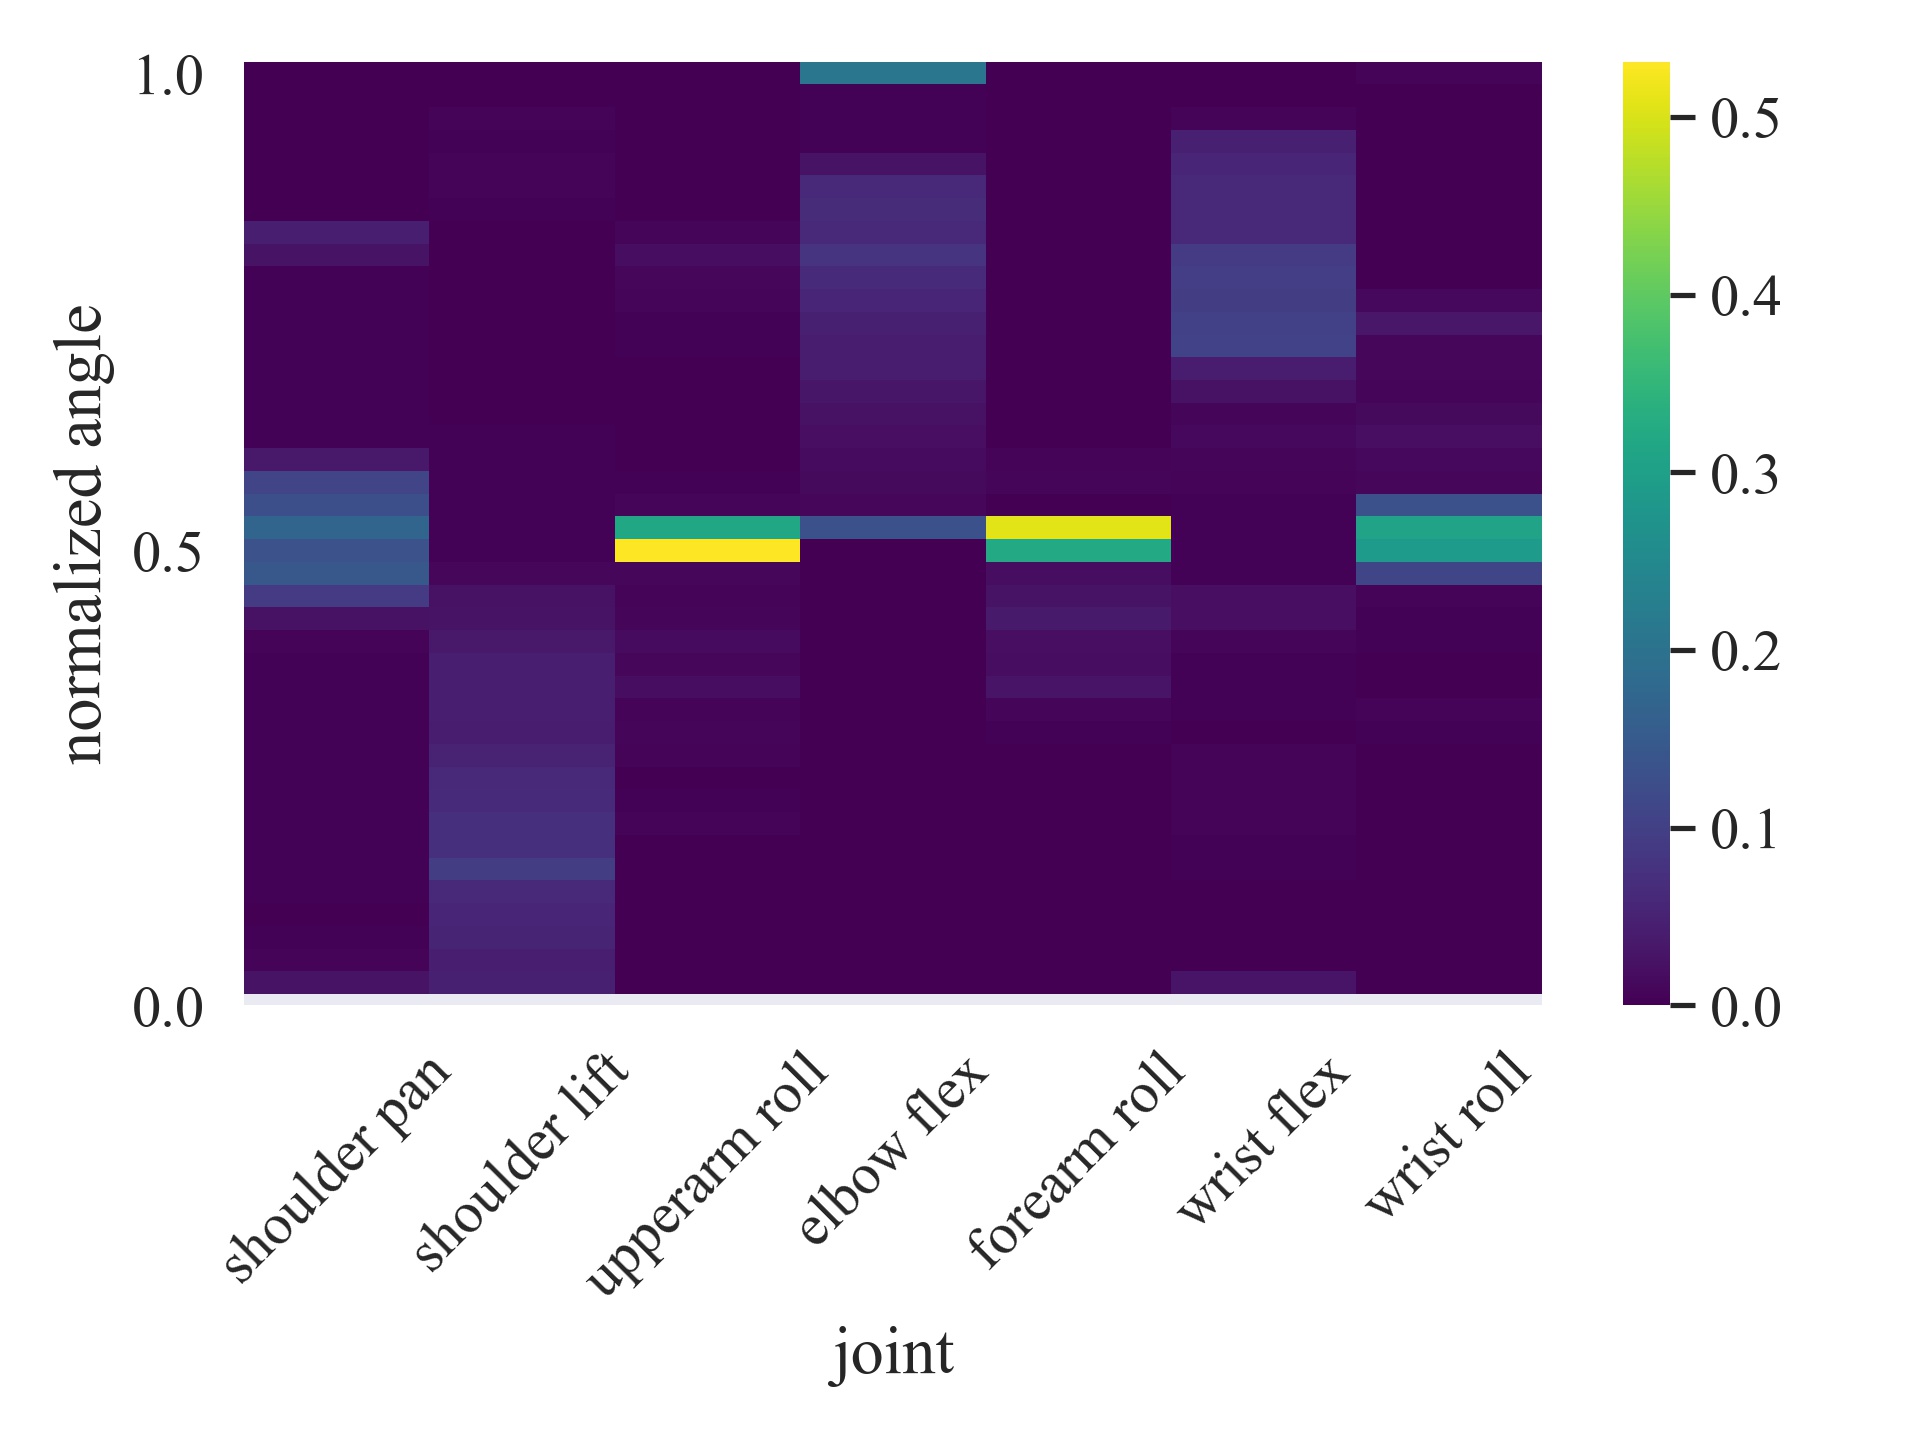 normalized angle
1.0
0.5
0.0
shoulder pan
shoulder lift
upperarm roll
elbow flex
forearm roll
wrist flex
wrist roll
joint
0.5
0.4
0.3
0.2
0.1
0.0